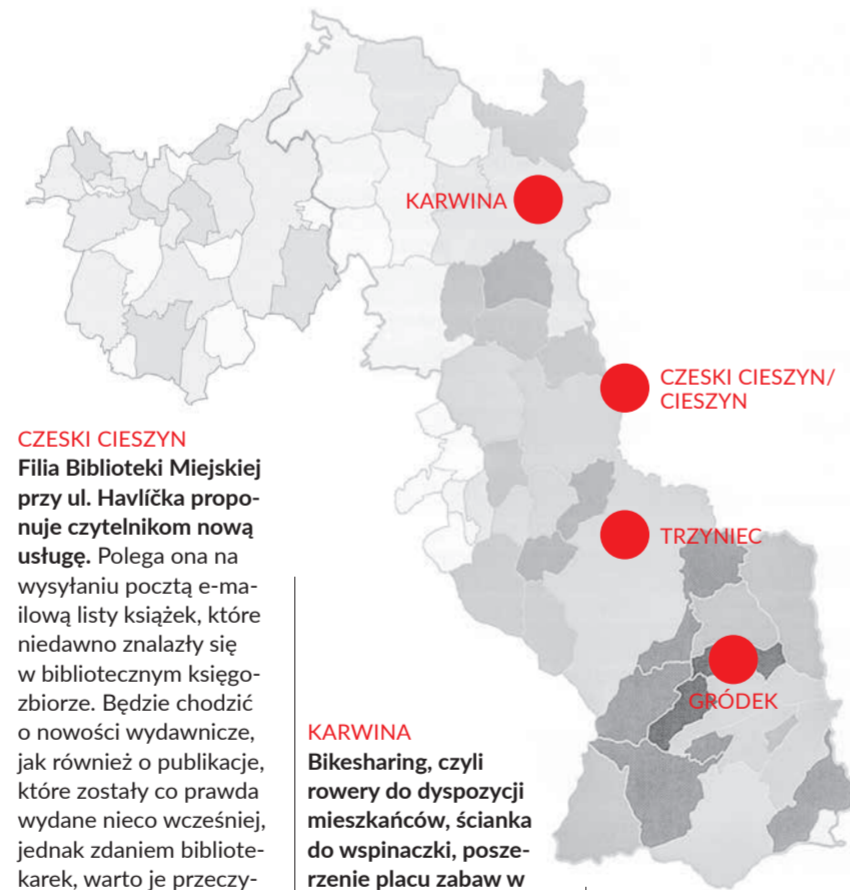 KARWINA
CZESKI CIESZYN/
CIESZYN
TRZYNIEC
GRÓDEK
CZESKI CIESZYN
Filia Biblioteki Miejskiej
przy ul. Havlíčka propo-
nuje czytelnikom nową
usługę. Polega ona na
wysyłaniu pocztą e-ma-
ilową listy książek, które
niedawno znalazły się
w bibliotecznym księgo-
zbiorze. Będzie chodzić
o nowości wydawnicze,
jak również o publikacje,
które zostały co prawda
wydane nieco wcześniej,
jednak zdaniem bibliote-
karek, warto je przeczy-
KARWINA
Bikesharing, czyli
rowery do dyspozycji
mieszkańców, ścianka
do wspinaczki, posze-
rzenie placu zabaw w